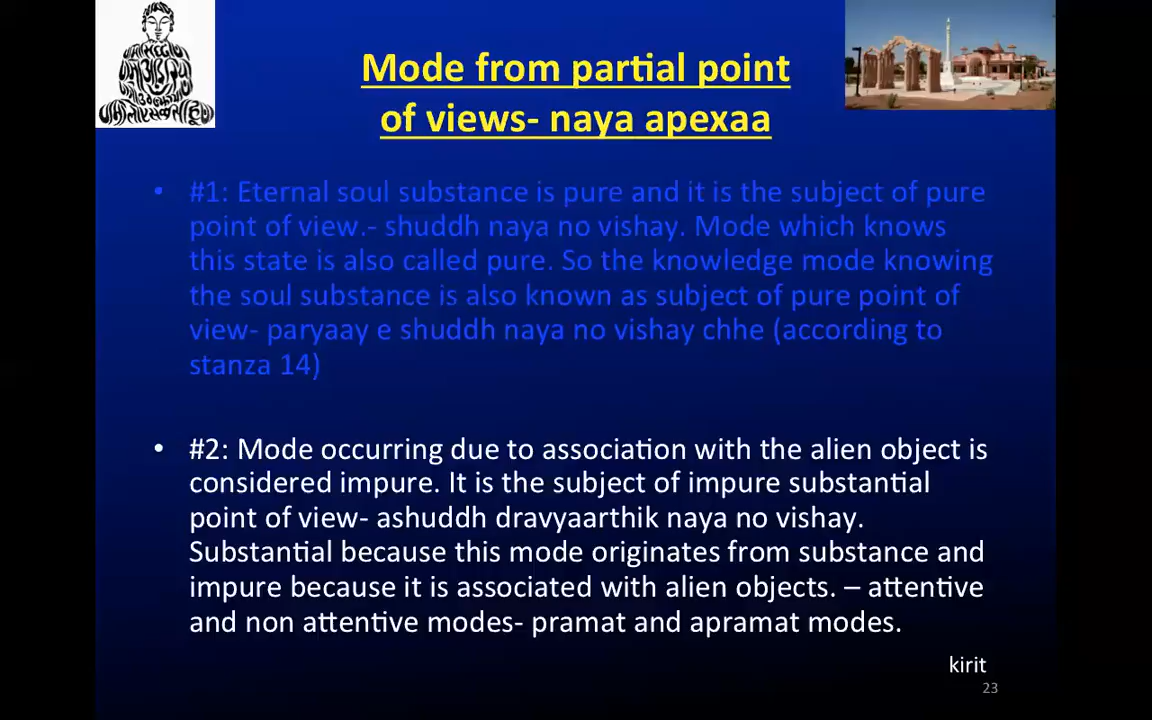 Mode from partial point
of views- naya apexaa
• #1: Eternal soul substance is pure and it is the subject of pure
point of view.- shuddh naya no vishay. Mode which knows
this state is also called pure. So the knowledge mode knowing
the soul substance is also known as subject of pure point of
view- paryaay e shuddh naya no vishay chhe (according to
stanza 14)
• #2: Mode occurring due to association with the alien object is
considered impure. It is the subject of impure substantial
point of view- ashuddh dravyaarthik naya no vishay.
Substantial because this mode originates from substance and
impure because it is associated with alien objects. – attentive
and non attentive modes- pramat and apramat modes.
kirit
23